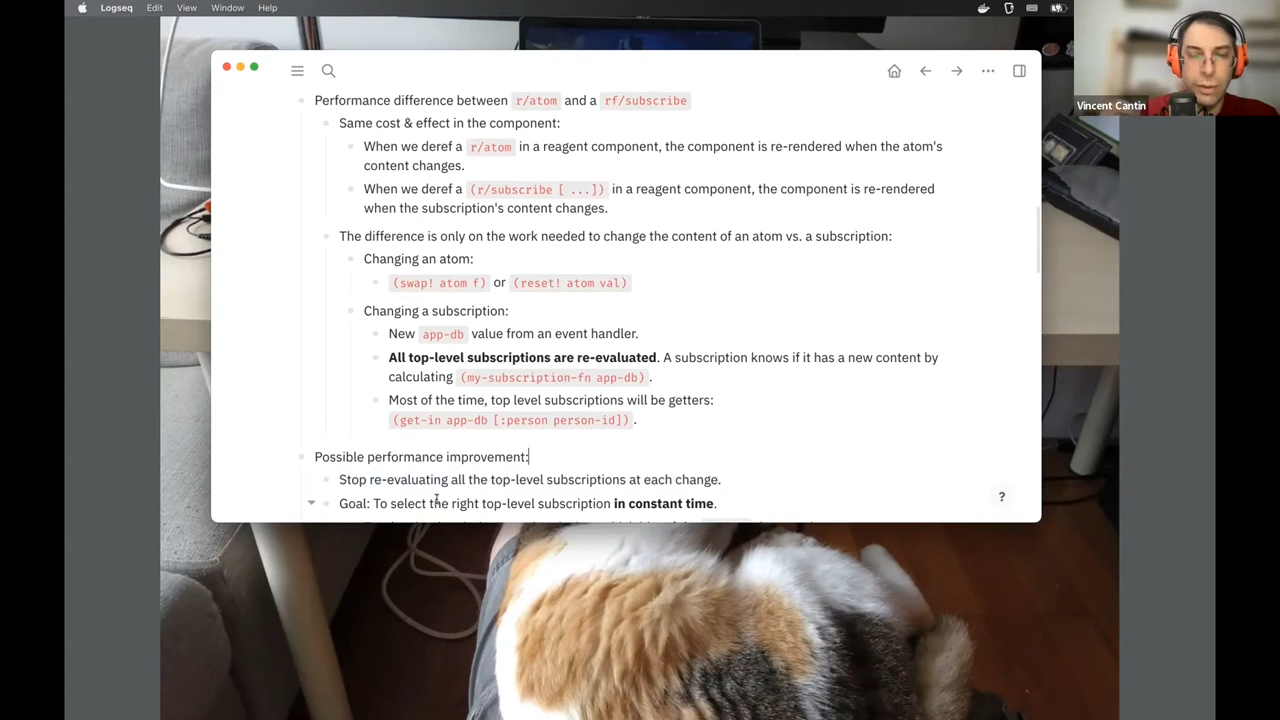 Logseq Edit View Window Help
Vincent Cantin
Performance difference between r/atom and a rf/subscribe
Same cost & effect in the component:
When we deref a r/atom in a reagent component, the component is re-rendered when the atom's
content changes.
When we deref a (r/subscribe [ ...]) in a reagent component, the component is re-rendered
when the subscription's content changes.
The difference is only on the work needed to change the content of an atom vs. a subscription:
Changing an atom:
(swap! atom f) or (reset! atom val)
Changing a subscription:
New app-db value from an event handler.
All top-level subscriptions are re-evaluated. A subscription knows if it has a new content by
calculating (my-subscription-fn app-db).
Most of the time, top level subscriptions will be getters:
(get-in app-db [:person person-id]).
Possible performance improvement:
Stop re-evaluating all the top-level subscriptions at each change.
Goal: To select the right top-level subscription in constant time.
?